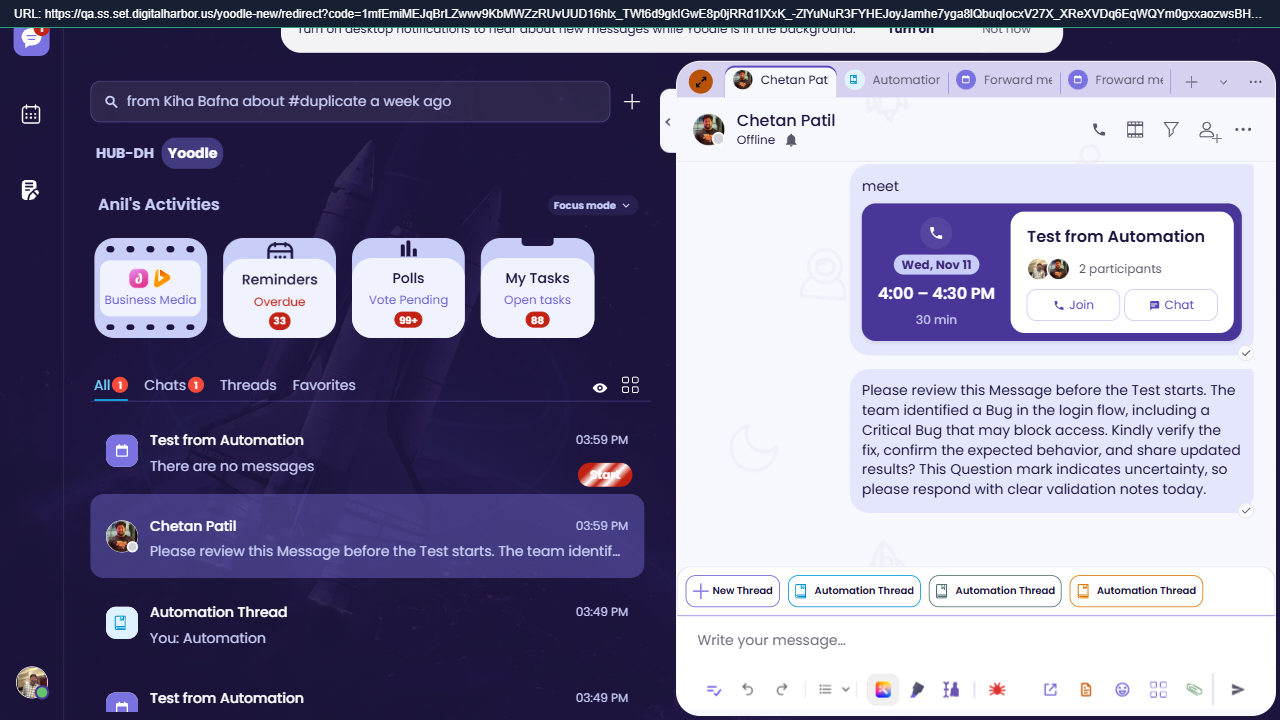 URL: https://qa.ss.set.digitalharbor.us/yoodle-new/redirect?code=1mfEmiMEJqBrLZwwv9KbMWZzRUvUUD16hlx_TWt6d9gklGwE8p0jRRd1lXxK_-ZlYuNuR3FYHEJoyJamhe7yga8lQbuqlocxV27X_XReXVDq6EqWQYm0gxxaozwsBH...
Turn on desktop notifications to hear about new messages while Yoodle is in the background.
Turn on
Not now
1
from Kiha Bafna about #duplicate a week ago
HUB-DH
Yoodle
Anil's Activities
Focus mode
Business Media
Reminders
Overdue
33
Polls
Vote Pending
99+
My Tasks
Open tasks
88
All 1
Chats 1
Threads
Favorites
Test from Automation
03:59 PM
There are no messages
Start
Chetan Patil
03:59 PM
Please review this Message before the Test starts. The team identif...
Automation Thread
03:49 PM
You: Automation
Test from Automation
03:49 PM
Chetan Pat
Automation
Forward me
Froward me
Chetan Patil
Offline
meet
Wed, Nov 11
4:00 – 4:30 PM
30 min
Test from Automation
2 participants
Join
Chat
Please review this Message before the Test starts. The
team identified a Bug in the login flow, including a
Critical Bug that may block access. Kindly verify the
fix, confirm the expected behavior, and share updated
results? This Question mark indicates uncertainty, so
please respond with clear validation notes today.
New Thread
Automation Thread
Automation Thread
Automation Thread
Write your message...